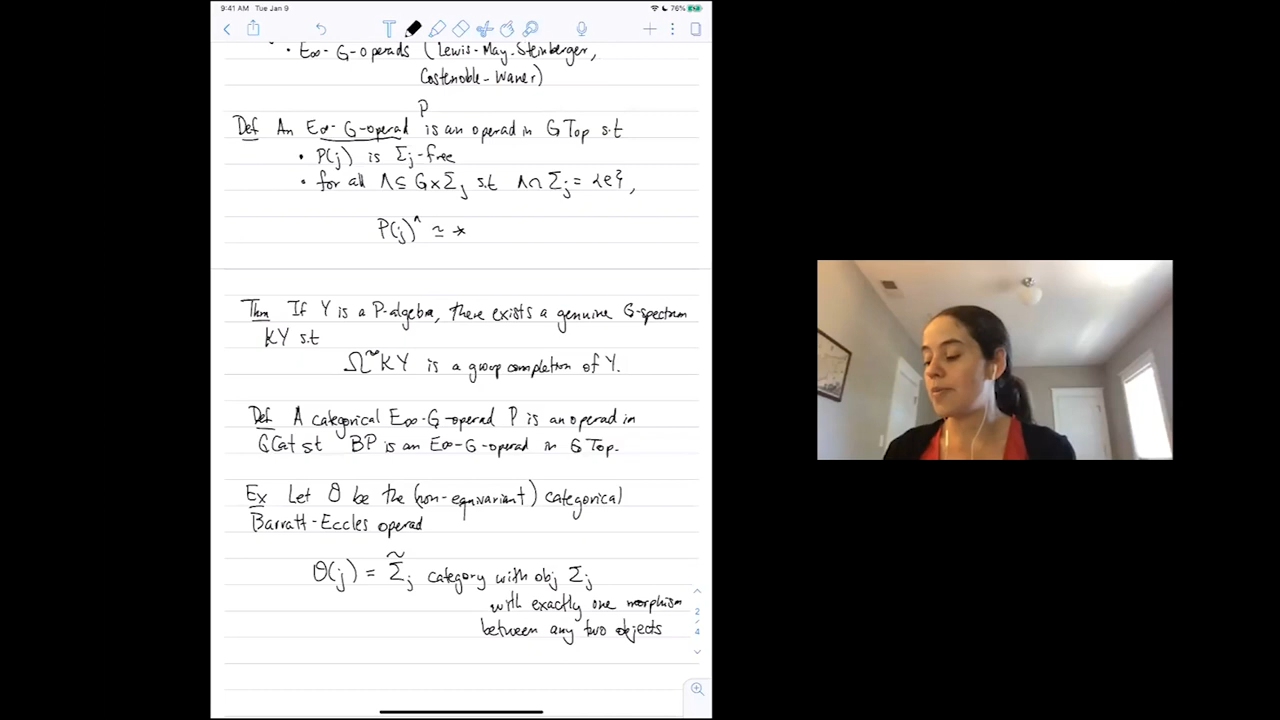 9:41 AM Tue Jan 9
76%
• E∞-G-operads (Lewis-May-Steinberger,
Costenoble-Waner)
P
Def An E∞-G-operad is an operad in GTop s.t
• P(j) is Σj-free
• for all Λ ⊆ G×Σj s.t Λ∩Σj = {e},
P(j)^Λ ≃ *
Thm If Y is a P-algebra, there exists a genuine G-spectrum
KY s.t
Ω^∞ KY is a group completion of Y.
Def A categorical E∞-G-operad P is an operad in
GCat st BP is an E∞-G-operad in GTop.
Ex Let O be the (non-equivariant) categorical
Barratt-Eccles operad
O(j) = Σ̃j category with obj Σj
with exactly one morphism
between any two objects
2
/
4